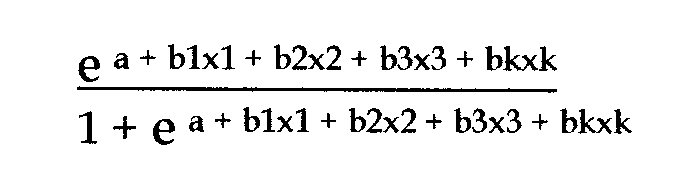 e a + b1x1 + b2x2 + b3x3 + bkxk
1 + e a + b1x1 + b2x2 + b3x3 + bkxk